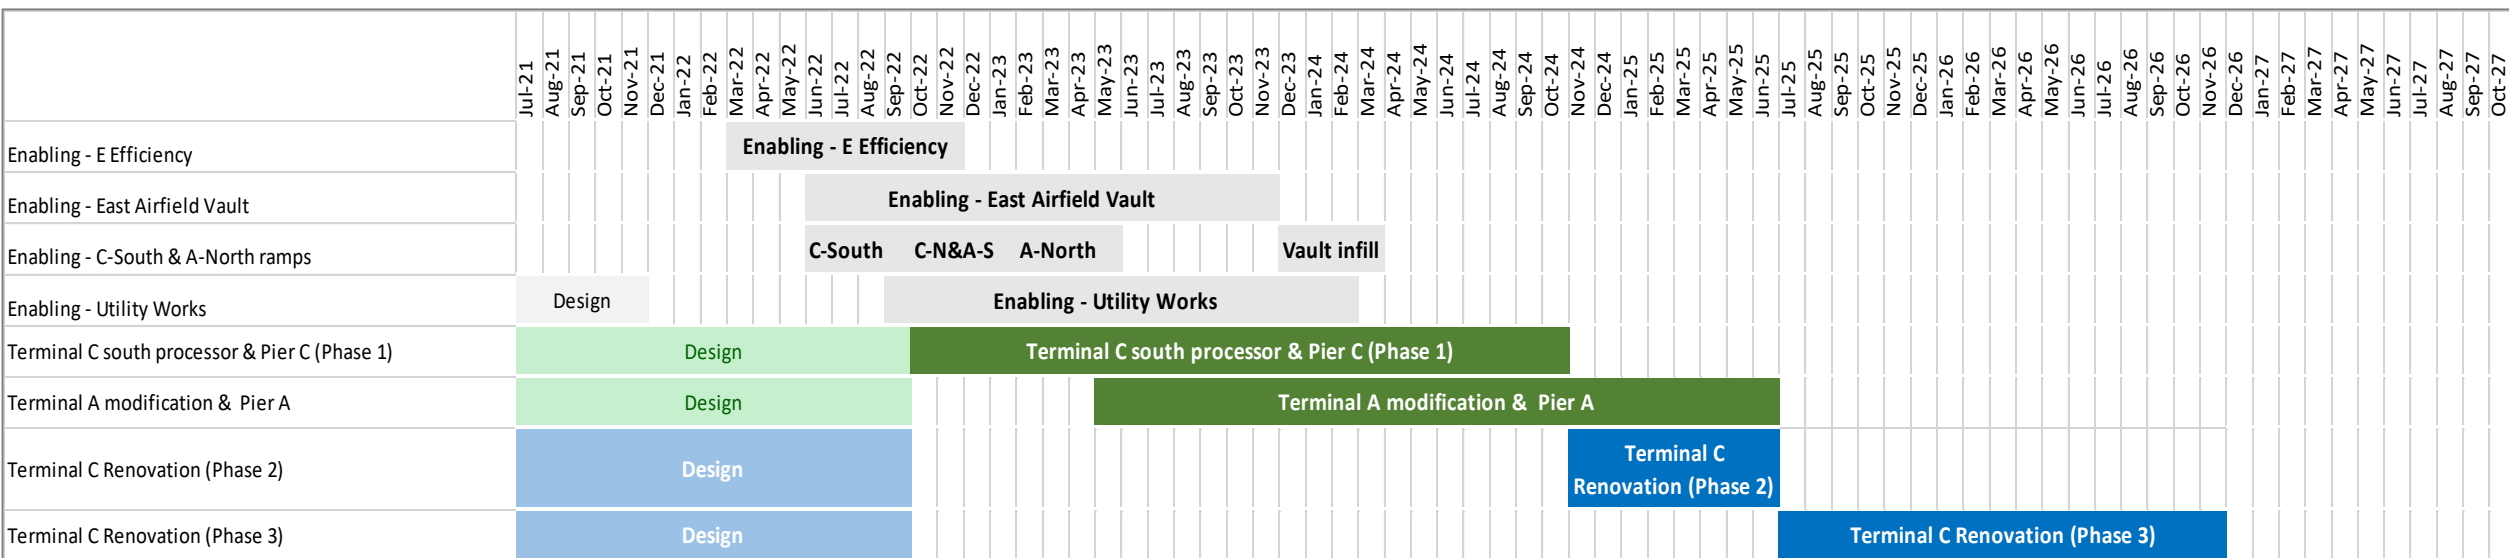 Jul-21 Aug-21 Sep-21 Oct-21 Nov-21 Dec-21 Jan-22 Feb-22 Mar-22 Apr-22 May-22 Jun-22 Jul-22 Aug-22 Sep-22 Oct-22 Nov-22 Dec-22 Jan-23 Feb-23 Mar-23 Apr-23 May-23 Jun-23 Jul-23 Aug-23 Sep-23 Oct-23 Nov-23 Dec-23 Jan-24 Feb-24 Mar-24 Apr-24 May-24 Jun-24 Jul-24 Aug-24 Sep-24 Oct-24 Nov-24 Dec-24 Jan-25 Feb-25 Mar-25 Apr-25 May-25 Jun-25 Jul-25 Aug-25 Sep-25 Oct-25 Nov-25 Dec-25 Jan-26 Feb-26 Mar-26 Apr-26 May-26 Jun-26 Jul-26 Aug-26 Sep-26 Oct-26 Nov-26 Dec-26 Jan-27 Feb-27 Mar-27 Apr-27 May-27 Jun-27 Jul-27 Aug-27 Sep-27 Oct-27
Enabling - E Efficiency Enabling - E Efficiency
Enabling - East Airfield Vault Enabling - East Airfield Vault
Enabling - C-South & A-North ramps C-South C-N&A-S A-North Vault infill
Enabling - Utility Works Design Enabling - Utility Works
Terminal C south processor & Pier C (Phase 1) Design Terminal C south processor & Pier C (Phase 1)
Terminal A modification & Pier A Design Terminal A modification & Pier A
Terminal C Renovation (Phase 2) Design Terminal C
Renovation (Phase 2)
Terminal C Renovation (Phase 3) Design Terminal C Renovation (Phase 3)